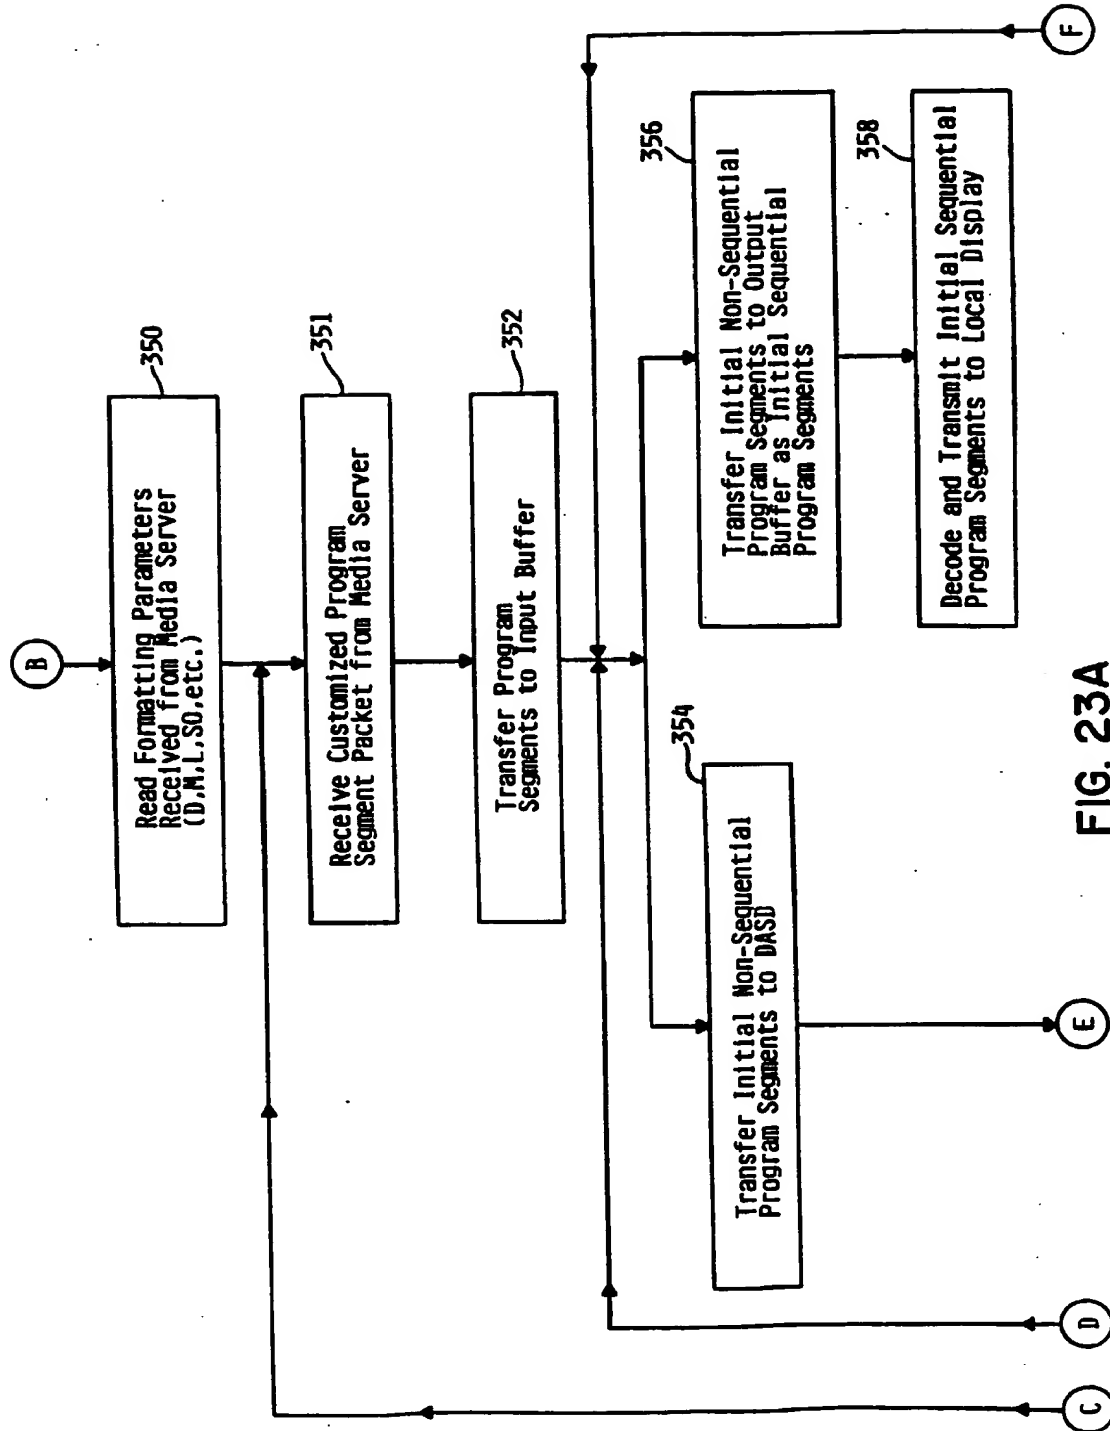 B
350
Read Formatting Parameters
Received from Media Server
(D,M,L,SO,etc.)
351
Receive Customized Program
Segment Packet from Media Server
352
Transfer Program
Segments to Input Buffer
354
Transfer Initial Non-Sequential
Program Segments to DASD
356
Transfer Initial Non-Sequential
Program Segments to Output
Buffer as Initial Sequential
Program Segments
358
Decode and Transmit Initial Sequential
Program Segments to Local Display
C
D
E
F
FIG. 23A